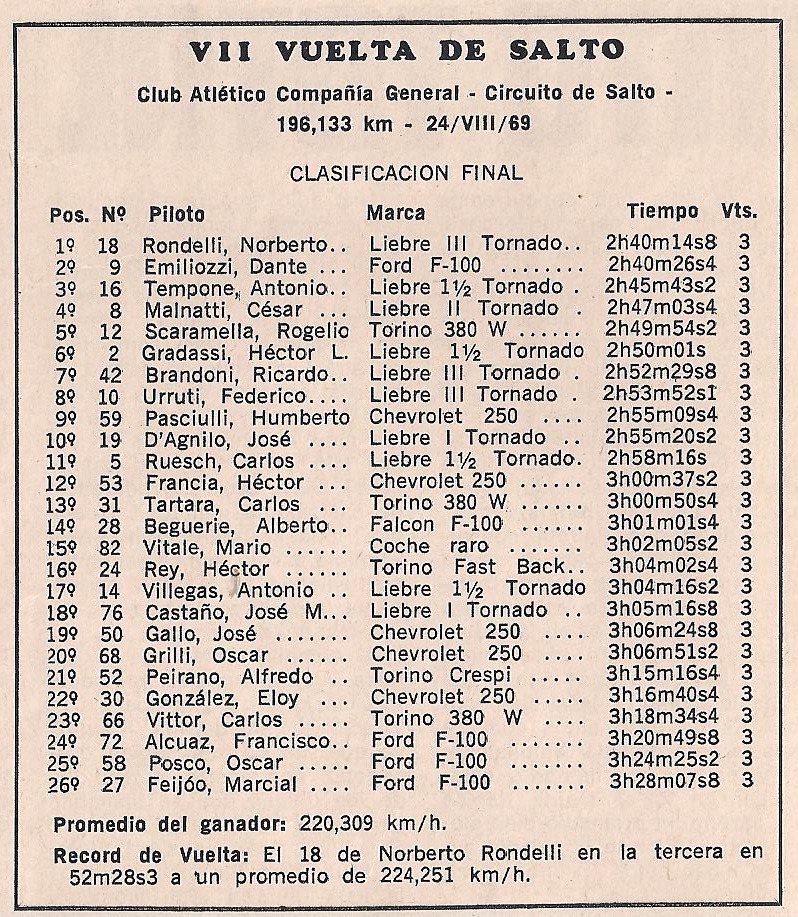 VII VUELTA DE SALTO
Club Atlético Compañía General - Circuito de Salto -
196,133 km - 24/VIII/69
CLASIFICACION FINAL
Pos. Nº Piloto Marca Tiempo Vts.
1º 18 Rondelli, Norberto.. Liebre III Tornado.. 2h40m14s8 3
2º 9 Emiliozzi, Dante ... Ford F-100 ........ 2h40m26s4 3
3º 16 Tempone, Antonio.. Liebre 1½ Tornado . 2h45m43s2 3
4º 8 Malnatti, César ... Liebre II Tornado . 2h47m03s4 3
5º 12 Scaramella, Rogelio Torino 380 W ...... 2h49m54s2 3
6º 2 Gradassi, Héctor L. Liebre 1½ Tornado 2h50m01s 3
7º 42 Brandoni, Ricardo.. Liebre III Tornado . 2h52m29s8 3
8º 10 Urruti, Federico.... Liebre III Tornado . 2h53m52s1 3
9º 59 Pasciulli, Humberto Chevrolet 250 .... 2h55m09s4 3
10º 19 D'Agnilo, José .... Liebre I Tornado .. 2h55m20s2 3
11º 5 Ruesch, Carlos .... Liebre 1½ Tornado. 2h58m16s 3
12º 53 Francia, Héctor ... Chevrolet 250 ...... 3h00m37s2 3
13º 31 Tartara, Carlos ... Torino 380 W ...... 3h00m50s4 3
14º 28 Beguerie, Alberto.. Falcon F-100 ...... 3h01m01s4 3
15º 82 Vitale, Mario ...... Coche raro ....... 3h02m05s2 3
16º 24 Rey, Héctor ...... Torino Fast Back.. 3h04m02s4 3
17º 14 Villegas, Antonio .. Liebre 1½ Tornado 3h04m16s2 3
18º 76 Castaño, José M... Liebre I Tornado .. 3h05m16s8 3
19º 50 Gallo, José ....... Chevrolet 250 .... 3h06m24s8 3
20º 68 Grilli, Oscar ...... Chevrolet 250 .... 3h06m51s2 3
21º 52 Peirano, Alfredo .. Torino Crespi ..... 3h15m16s4 3
22º 30 González, Eloy ... Chevrolet 250 ..... 3h16m40s4 3
23º 66 Vittor, Carlos ..... Torino 380 W .... 3h18m34s4 3
24º 72 Alcuaz, Francisco.. Ford F-100 ....... 3h20m49s8 3
25º 58 Posco, Oscar ..... Ford F-100 ....... 3h24m25s2 3
26º 27 Feijóo, Marcial .... Ford F-100 ....... 3h28m07s8 3
Promedio del ganador: 220,309 km/h.
Record de Vuelta: El 18 de Norberto Rondelli en la tercera en
52m28s3 a un promedio de 224,251 km/h.